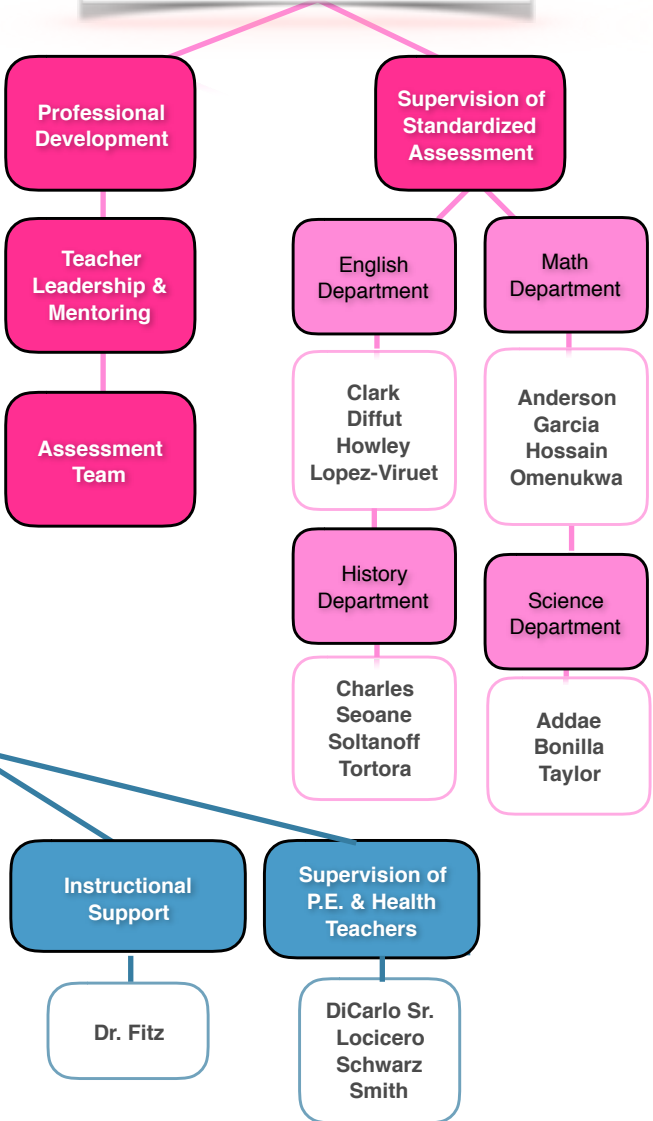 Professional
Development
Supervision of
Standardized
Assessment
Teacher
Leadership &
Mentoring
English
Department
Math
Department
Clark
Diffut
Howley
Lopez-Viruet
Anderson
Garcia
Hossain
Omenukwa
Assessment
Team
History
Department
Science
Department
Charles
Seoane
Soltanoff
Tortora
Addae
Bonilla
Taylor
Instructional
Support
Supervision of
P.E. & Health
Teachers
Dr. Fitz
DiCarlo Sr.
Locicero
Schwarz
Smith